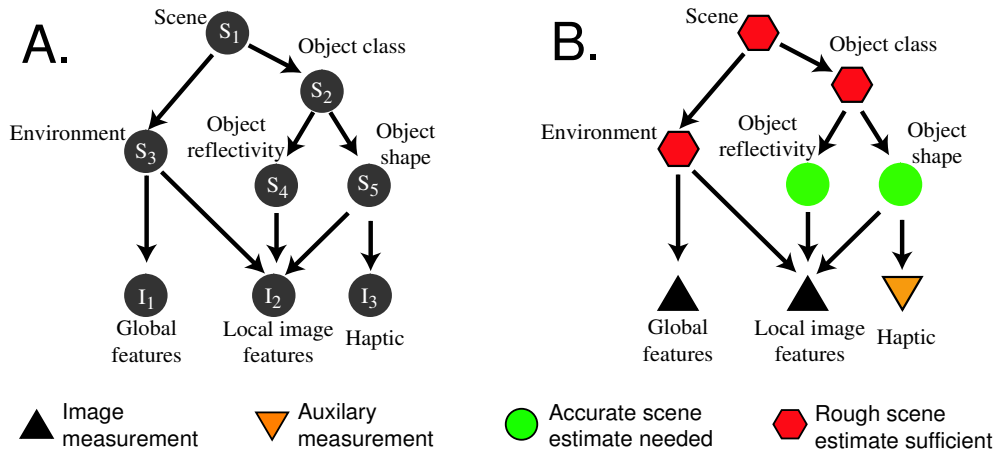 A.
Scene
S1
Object class
S2
Environment
S3
Object
reflectivity
S4
Object
shape
S5
I1
I2
I3
Global
features
Local image
features
Haptic
B.
Scene
Object class
Environment
Object
reflectivity
Object
shape
Global
features
Local image
features
Haptic
Image
measurement
Auxilary
measurement
Accurate scene
estimate needed
Rough scene
estimate sufficient